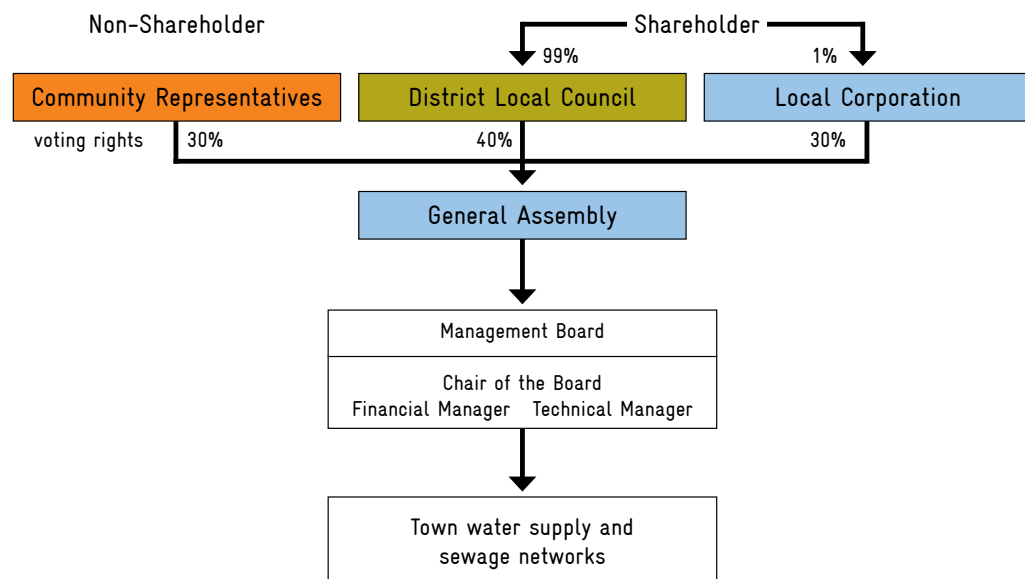 Non-Shareholder
Shareholder
99%
1%
Community Representatives
District Local Council
Local Corporation
voting rights
30%
40%
30%
General Assembly
Management Board
Chair of the Board
Financial Manager Technical Manager
Town water supply and
sewage networks